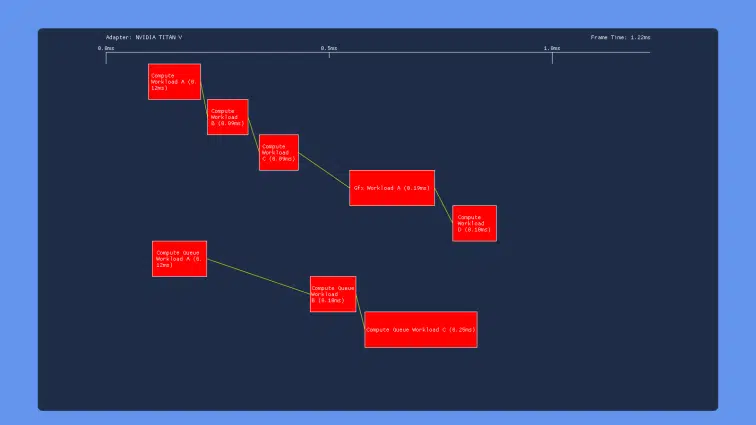 Adapter: NVIDIA TITAN V
Frame Time: 1.22ms
0.0ms
0.5ms
1.0ms
Compute
Workload A (0.
12ms)
Compute
Workload
B (0.09ms)
Compute
Workload
C (0.09ms)
Gfx Workload A (0.19ms)
Compute
Workload
D (0.10ms)
Compute Queue
Workload A (0.
12ms)
Compute Queue
Workload
B (0.10ms)
Compute Queue Workload C (0.25ms)